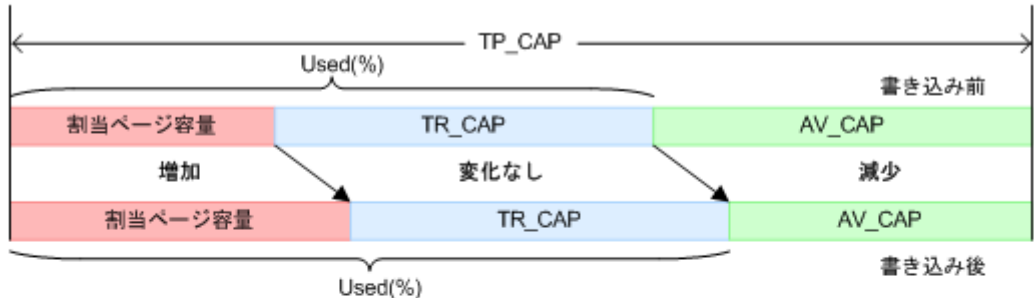 TP_CAP
Used(%)
書き込み前
割当ページ容量 TR_CAP AV_CAP
増加 変化なし 減少
割当ページ容量 TR_CAP AV_CAP
書き込み後
Used(%)